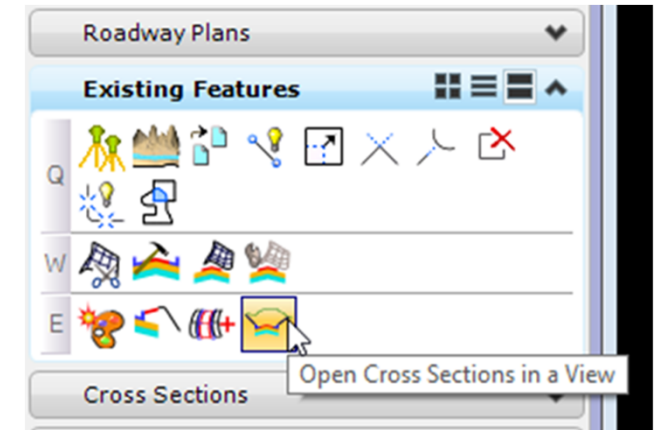 Roadway Plans
Existing Features
Q
W
E
Open Cross Sections in a View
Cross Sections